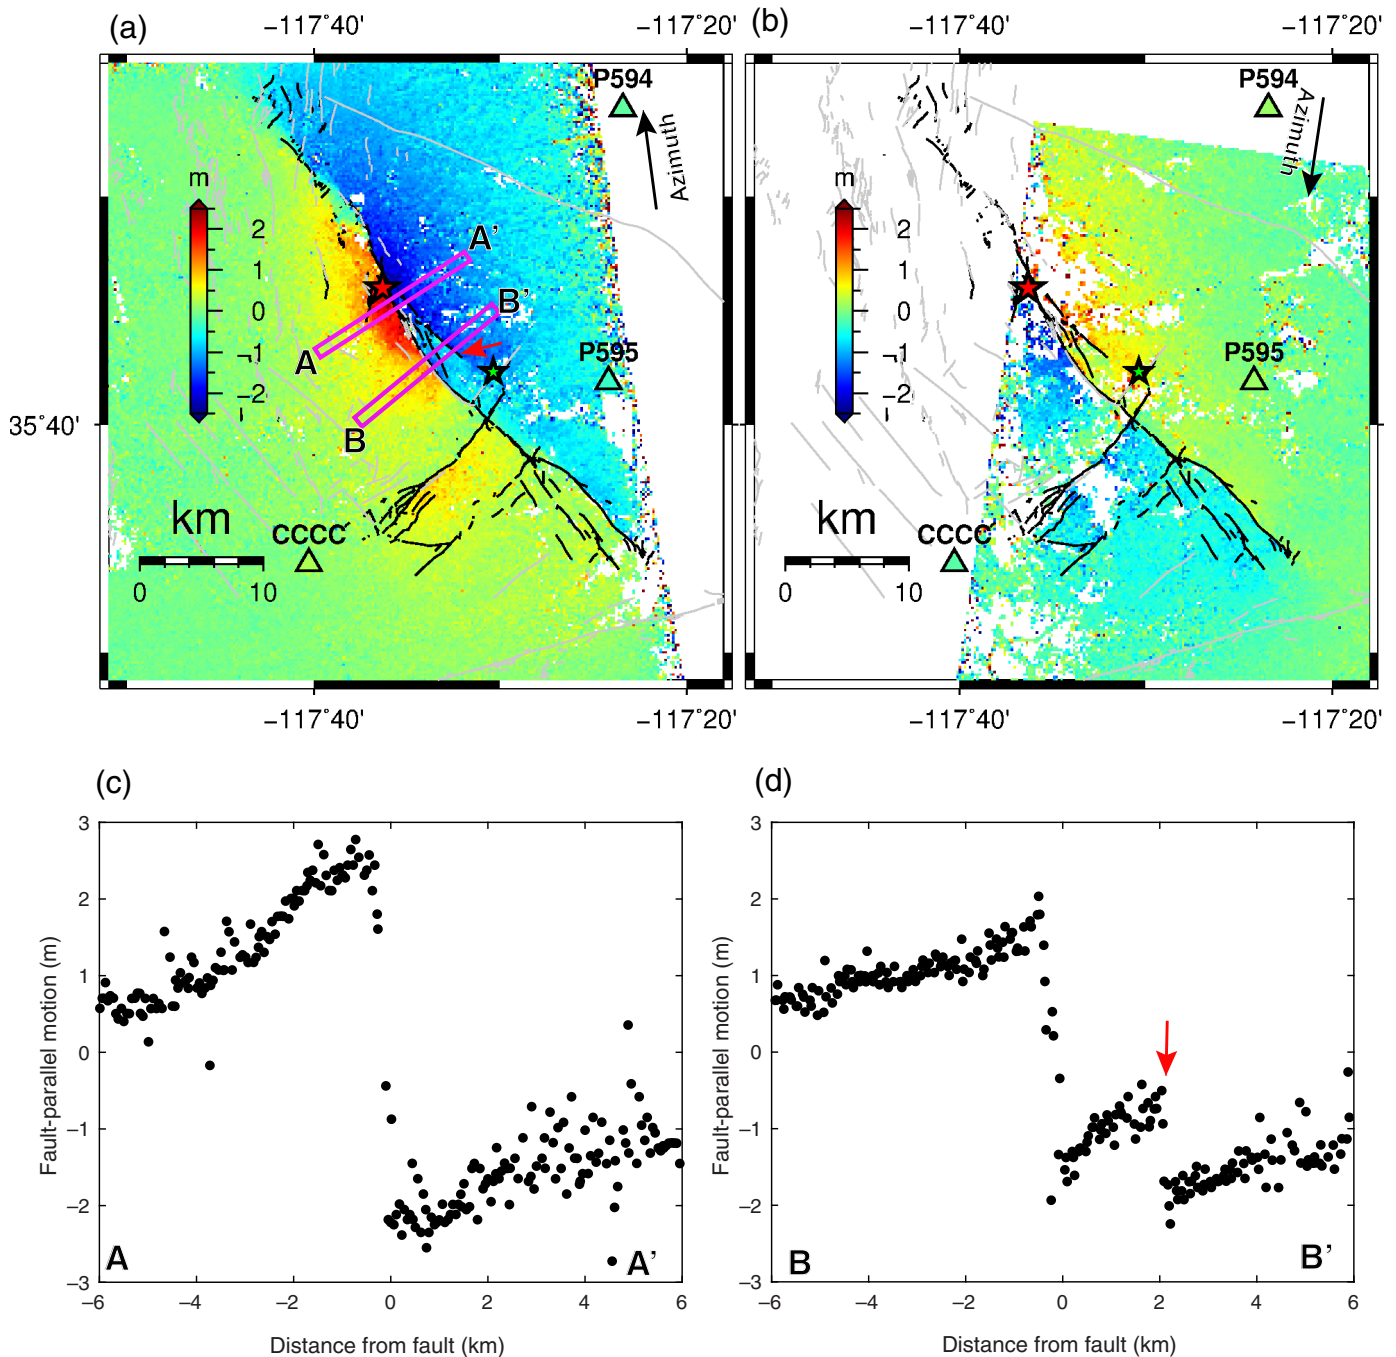 (a)
−117˚40'
−117˚20'
P594
Azimuth
m
2
1
0
−1
−2
A'
B'
A
B
P595
35˚40'
km
CCCC
0
10
−117˚40'
−117˚20'
(b)
−117˚40'
−117˚20'
P594
Azimuth
m
2
1
0
−1
−2
P595
km
CCCC
0
10
−117˚40'
−117˚20'
(c)
3
2
1
0
−1
−2
−3
Fault-parallel motion (m)
A
A'
−6
−4
−2
0
2
4
6
Distance from fault (km)
(d)
3
2
1
0
−1
−2
−3
Fault-parallel motion (m)
B
B'
−6
−4
−2
0
2
4
6
Distance from fault (km)